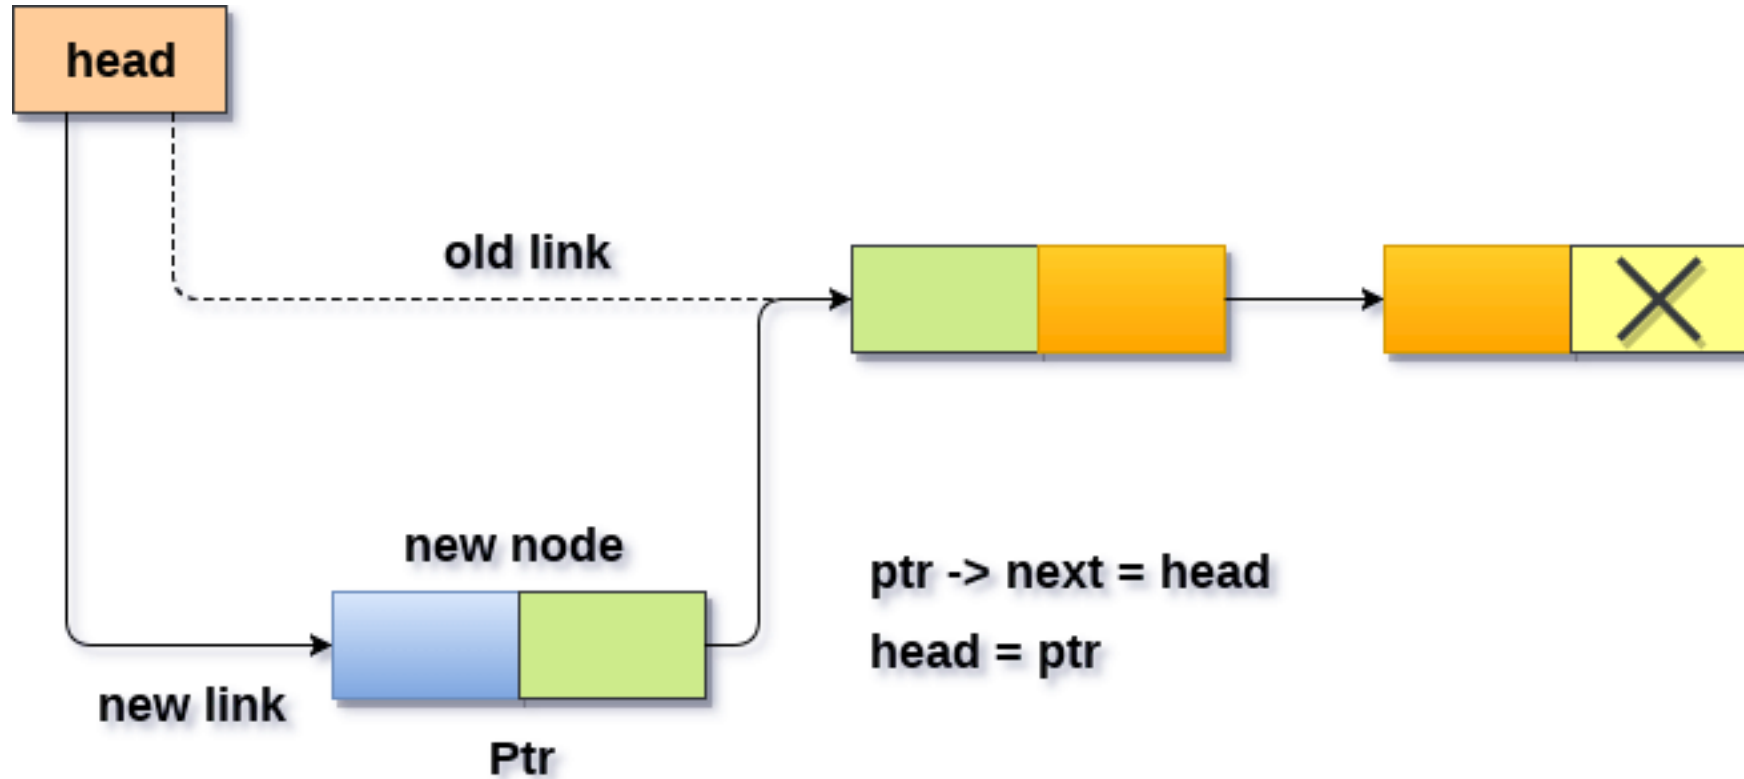 head
old link
new node
ptr -> next = head
head = ptr
new link
Ptr